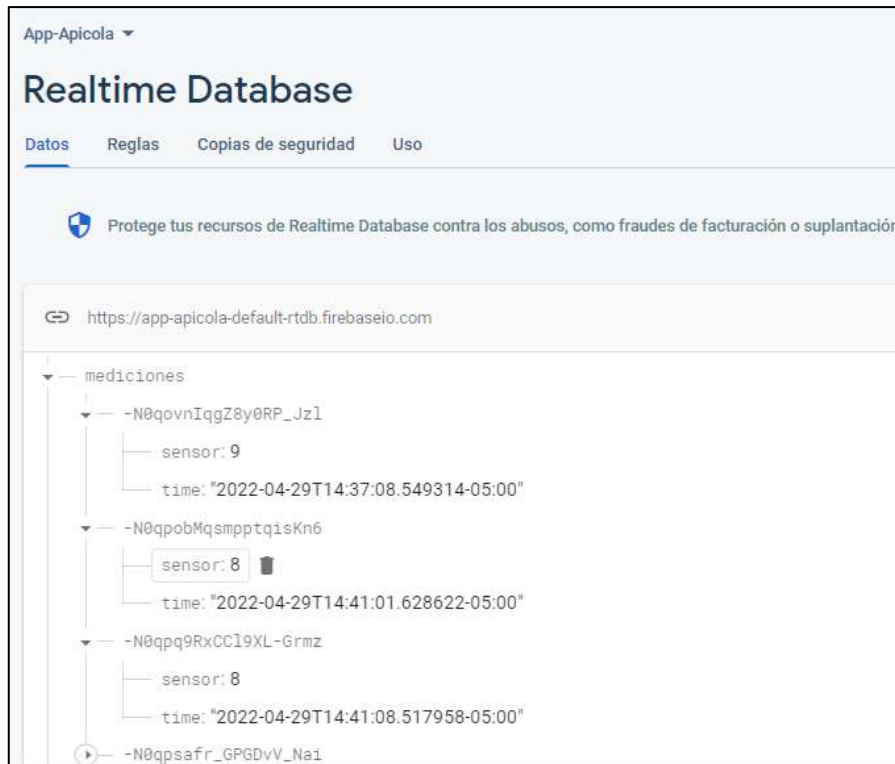 App-Apicola
Realtime Database
Datos Reglas Copias de seguridad Uso
Protege tus recursos de Realtime Database contra los abusos, como fraudes de facturación o suplantación
https://app-apicola-default-rtdb.firebaseio.com
mediciones
-N0qovnIqgZ8y0RP_Jzl
sensor: 9
time: "2022-04-29T14:37:08.549314-05:00"
-N0qpobMqsmpptqisKn6
sensor: 8
time: "2022-04-29T14:41:01.628622-05:00"
-N0qpq9RxCCl9XL-Grmz
sensor: 8
time: "2022-04-29T14:41:08.517958-05:00"
-N0qpsafr_GPGDvV_Nai